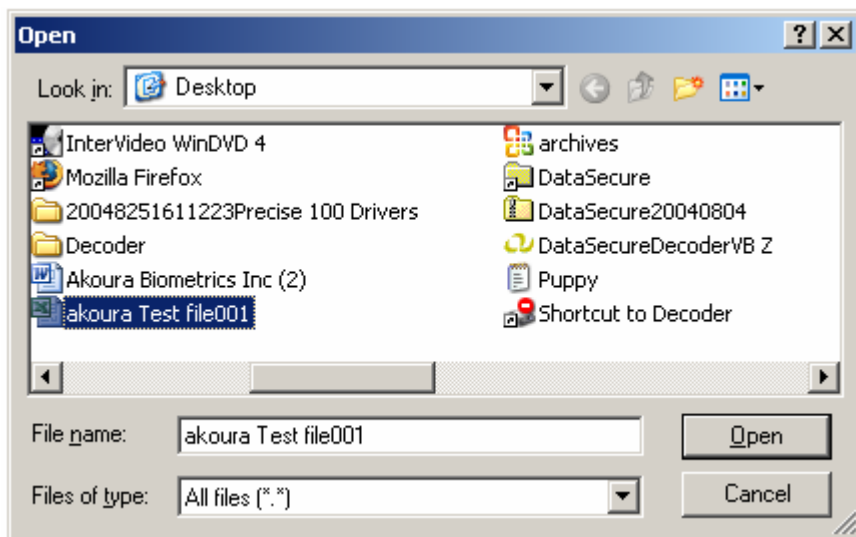 Open
Look in: Desktop
InterVideo WinDVD 4
Mozilla Firefox
20048251611223Precise 100 Drivers
Decoder
Akoura Biometrics Inc (2)
akoura Test file001
archives
DataSecure
DataSecure20040804
DataSecureDecoderVB Z
Puppy
Shortcut to Decoder
File name: akoura Test file001 Open
Files of type: All files (*.*) Cancel